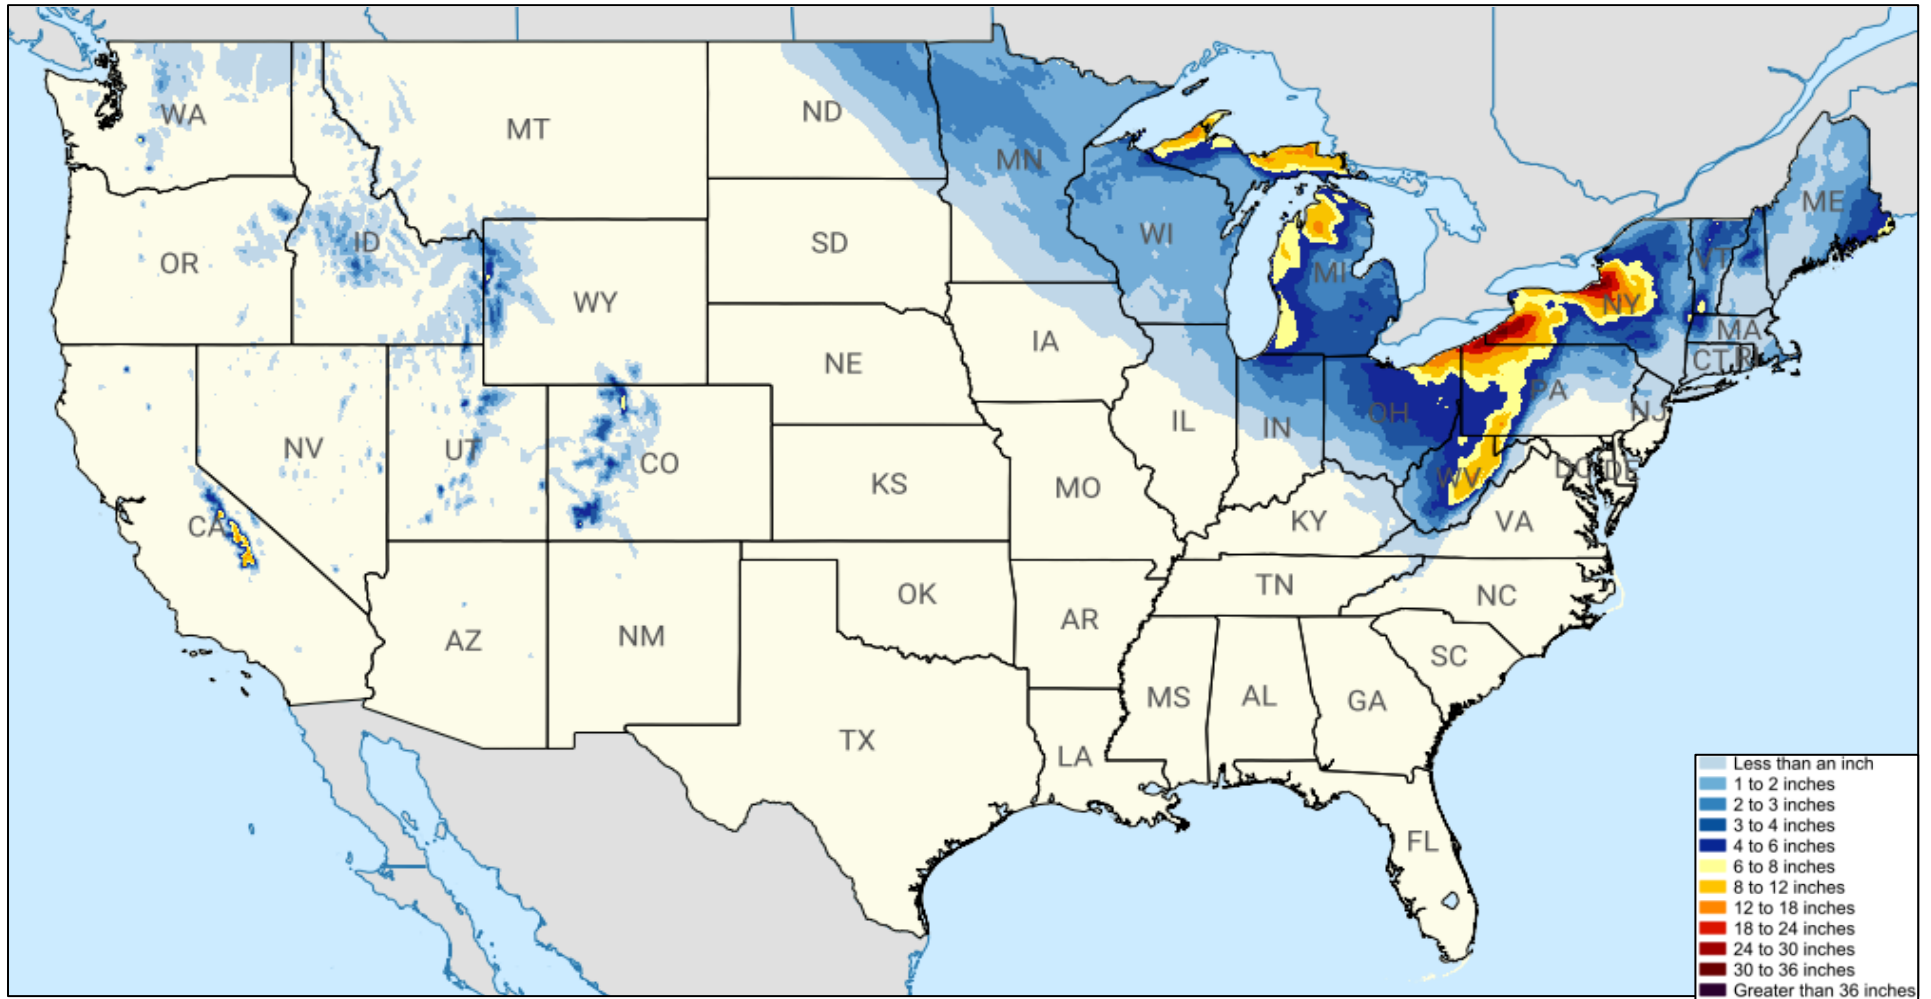 WA
MT
ND
MN
ME
OR
ID
WI
VT
SD
MI
WY
NY
MA
IA
CT
RI
NE
PA
NV
UT
CO
IL
IN
OH
NJ
KS
MO
WV
DC
DE
CA
KY
VA
OK
TN
NC
AZ
NM
AR
SC
MS
AL
GA
TX
LA
FL
Less than an inch
1 to 2 inches
2 to 3 inches
3 to 4 inches
4 to 6 inches
6 to 8 inches
8 to 12 inches
12 to 18 inches
18 to 24 inches
24 to 30 inches
30 to 36 inches
Greater than 36 inches